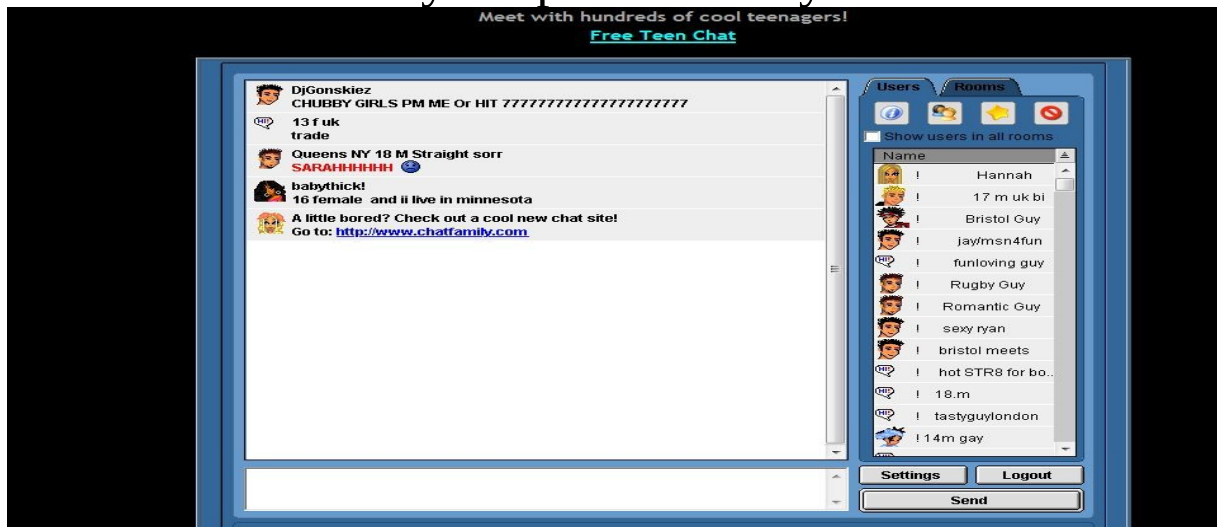 Meet with hundreds of cool teenagers!
Free Teen Chat
DjGonskiez
CHUBBY GIRLS PM ME Or HIT 77777777777777777777
13 f uk
trade
Queens NY 18 M Straight sorr
SARAHHHHHH
babythick!
16 female and ii live in minnesota
A little bored? Check out a cool new chat site!
Go to: http://www.chatfamily.com
Users
Rooms
Show users in all rooms
Name
! Hannah
! 17 m uk bi
! Bristol Guy
! jay/msn4fun
! funloving guy
! Rugby Guy
! Romantic Guy
! sexy ryan
! bristol meets
! hot STR8 for bo..
! 18.m
! tastyguylondon
! 14m gay
Settings
Logout
Send